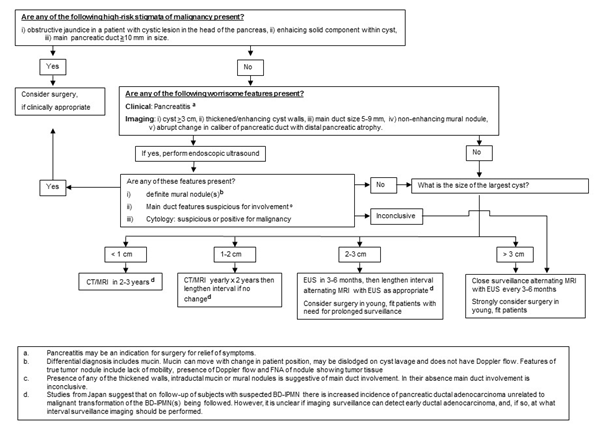 Are any of the following high-risk stigmata of malignancy present?
i) obstructive jaundice in a patient with cystic lesion in the head of the pancreas, ii) enhaicing solid component within cyst,
iii) main pancreatic duct ≥10 mm in size.
Yes
No
Consider surgery,
if clinically appropriate
Are any of the following worrisome features present?
Clinical: Pancreatitis a
Imaging: i) cyst ≥3 cm, ii) thickened/enhancing cyst walls, iii) main duct size 5-9 mm, iv) non-enhancing mural nodule,
v) abrupt change in caliber of pancreatic duct with distal pancreatic atrophy.
If yes, perform endoscopic ultrasound
No
Yes
Are any of these features present?
i) definite mural nodule(s)b
ii) Main duct features suspicious for involvement c
iii) Cytology: suspicious or positive for malignancy
No
What is the size of the largest cyst?
Inconclusive
< 1 cm
1-2 cm
2-3 cm
> 3 cm
CT/MRI in 2-3 years d
CT/MRI yearly x 2 years then
lengthen interval if no
changed
EUS in 3-6 months, then lengthen interval
alternating MRI with EUS as appropriate d
Consider surgery in young, fit patients with
need for prolonged surveillance
Close surveillance alternating MRI
with EUS every 3-6 months
Strongly consider surgery in
young, fit patients
a. Pancreatitis may be an indication for surgery for relief of symptoms.
b. Differential diagnosis includes mucin. Mucin can move with change in patient position, may be dislodged on cyst lavage and does not have Doppler flow. Features of
true tumor nodule include lack of mobility, presence of Doppler flow and FNA of nodule showing tumor tissue
c. Presence of any of the thickened walls, intraductal mucin or mural nodules is suggestive of main duct involvement. In their absence main duct involvement is
inconclusive.
d. Studies from Japan suggest that on follow-up of subjects with suspected BD-IPMN there is increased incidence of pancreatic ductal adenocarcinoma unrelated to
malignant transformation of the BD-IPMN(s) being followed. However, it is unclear if imaging surveillance can detect early ductal adenocarcinoma, and, if so, at what
interval surveillance imaging should be performed.